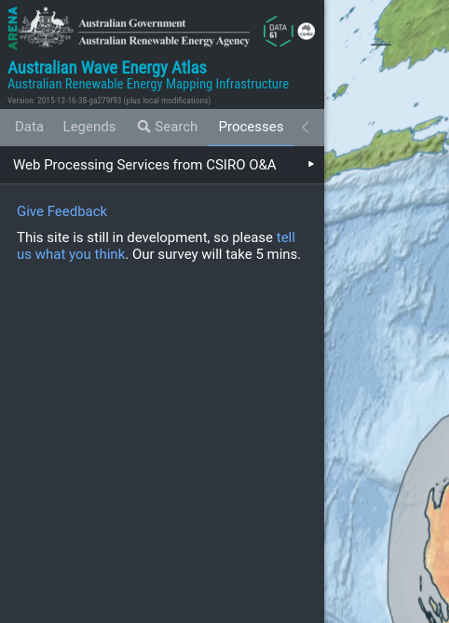 ARENA
Australian Government
Australian Renewable Energy Agency
DATA
61
CSIRO
Australian Wave Energy Atlas
Australian Renewable Energy Mapping Infrastructure
Version: 2015-12-16-38-ga279f93 (plus local modifications)
Data Legends Search Processes
Web Processing Services from CSIRO O&A
Give Feedback
This site is still in development, so please tell
us what you think. Our survey will take 5 mins.